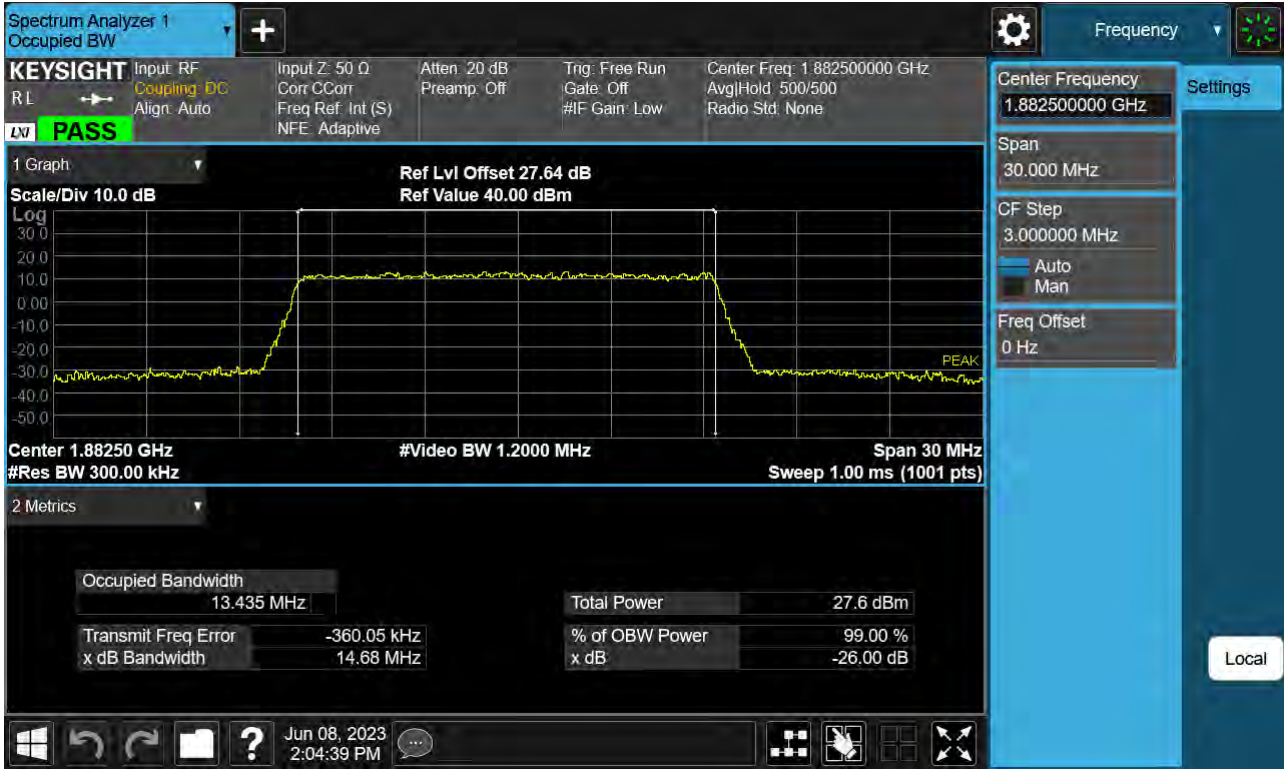 Spectrum Analyzer 1
Occupied BW
Frequency
KEYSIGHT
R L
LXI PASS
Input: RF
Coupling: DC
Align: Auto
Input Z: 50 Ω
Corr CCorr
Freq Ref: Int (S)
NFE: Adaptive
Atten: 20 dB
Preamp: Off
Trig: Free Run
Gate: Off
#IF Gain: Low
Center Freq: 1.882500000 GHz
Avg|Hold: 500/500
Radio Std: None
1 Graph
Scale/Div 10.0 dB
Ref Lvl Offset 27.64 dB
Ref Value 40.00 dBm
Log
30.0
20.0
10.0
0.00
-10.0
-20.0
-30.0
-40.0
-50.0
PEAK
Center 1.88250 GHz
#Video BW 1.2000 MHz
Span 30 MHz
#Res BW 300.00 kHz
Sweep 1.00 ms (1001 pts)
2 Metrics
Occupied Bandwidth
13.435 MHz
Total Power 27.6 dBm
Transmit Freq Error -360.05 kHz
% of OBW Power 99.00 %
x dB Bandwidth 14.68 MHz
x dB -26.00 dB
Center Frequency
1.882500000 GHz
Settings
Span
30.000 MHz
CF Step
3.000000 MHz
Auto
Man
Freq Offset
0 Hz
Local
?
Jun 08, 2023
2:04:39 PM